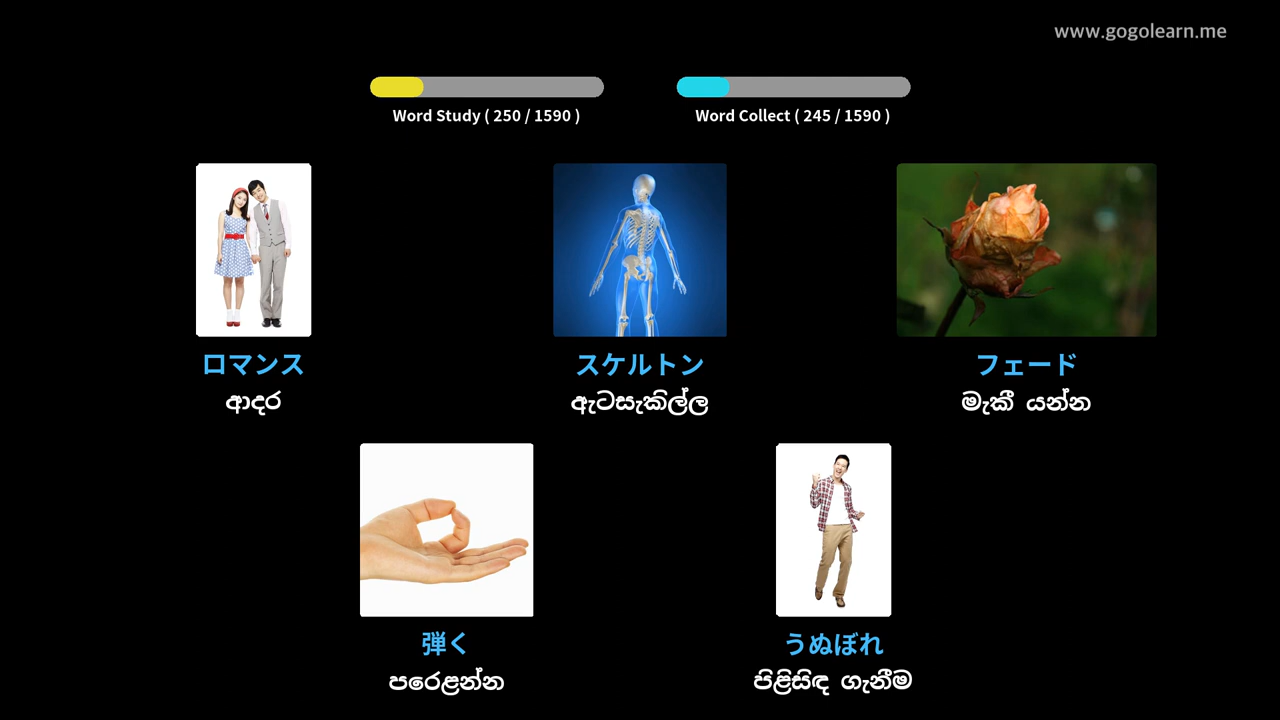 www.gogolearn.me
Word Study ( 250 / 1590 )
Word Collect ( 245 / 1590 )
ロマンス
ආදර
スケルトン
ඇටසැකිල්ල
フェード
මැකී යන්න
弾く
පරෙළන්න
うぬぼれ
පිළිසිඳ ගැනීම